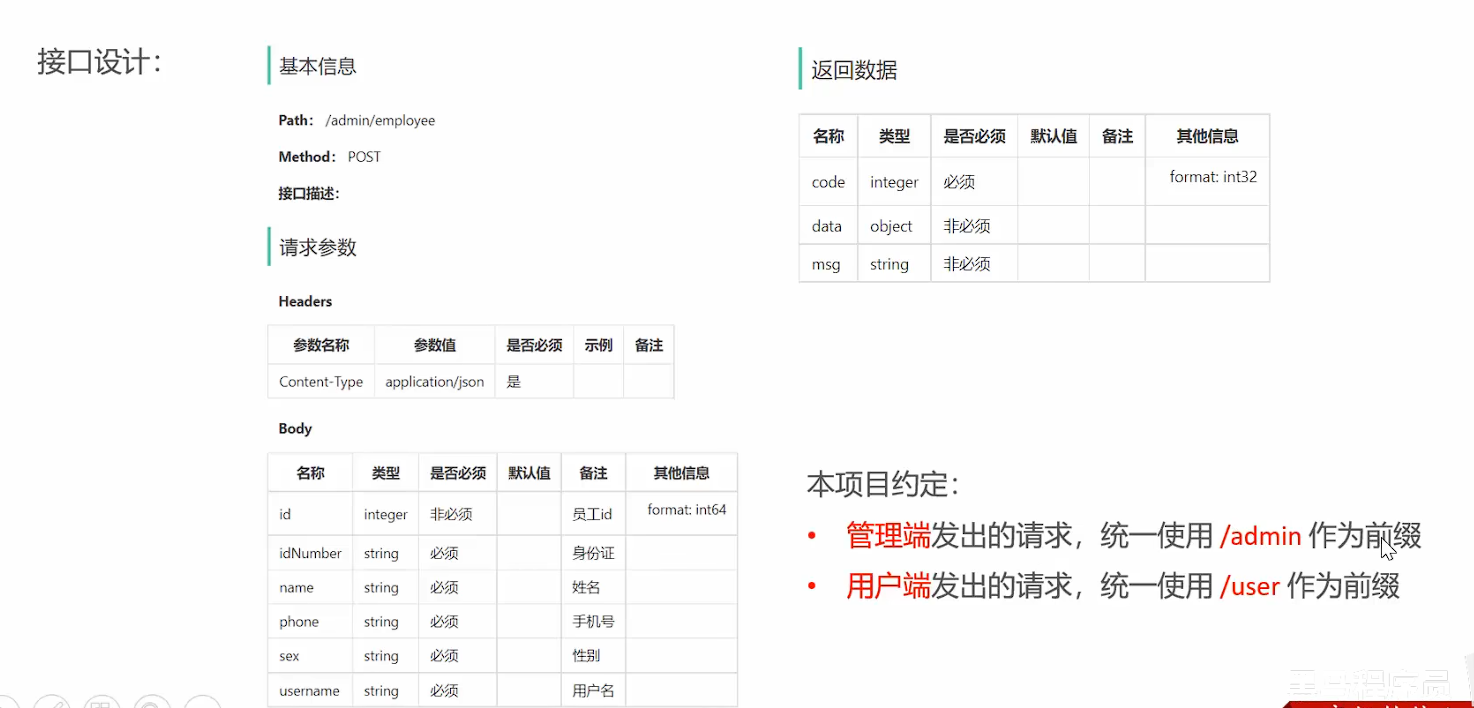 接口设计：
基本信息
Path： /admin/employee
Method： POST
接口描述：
请求参数
Headers
参数名称 参数值 是否必须 示例 备注
Content-Type application/json 是
Body
名称 类型 是否必须 默认值 备注 其他信息
id integer 非必须 员工id format: int64
idNumber string 必须 身份证
name string 必须 姓名
phone string 必须 手机号
sex string 必须 性别
username string 必须 用户名
返回数据
名称 类型 是否必须 默认值 备注 其他信息
code integer 必须 format: int32
data object 非必须
msg string 非必须
本项目约定：
• 管理端发出的请求，统一使用 /admin 作为前缀
• 用户端发出的请求，统一使用 /user 作为前缀